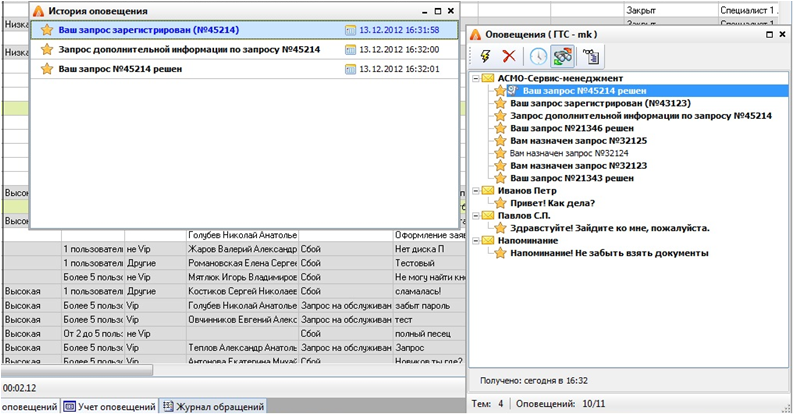 Низка
Закрыт Специалист 1
Закрыт Специалист 1
История оповещения
Ваш запрос зарегистрирован (№45214) 13.12.2012 16:31:58
Запрос дополнительной информации по запросу №45214 13.12.2012 16:32:00
Ваш запрос №45214 решен 13.12.2012 16:32:01
Низка
Высок
Высок
Высок
Голубев Николай Анатолье Оформление заяв
1 пользовател не Vip Жаров Валерий Александр Сбой Нет диска П
1 пользовател Другие Романовская Елена Сергее Сбой Тестовый
Более 5 польз не Vip Мятлюк Игорь Владимиров Сбой Не могу найти кно
Высокая 1 пользовател Другие Костиков Сергей Николаев Сбой сламалась!
Высокая Более 5 польз Vip Голубев Николай Анатолье Запрос на обслуживан забыт пароль
Высокая Более 5 польз Vip Овчинников Евгений Алекс Запрос на обслуживан тест
Высокая От 2 до 5 польз не Vip Сбой полный песец
Высокая Более 5 польз Vip Теплов Александр Анатоль Запрос на обслуживан Запрос
Высокая Более 5 польз Vip Антонова Екатерина Михай Сбой Новиков ты где?
00:02.12
оповещений Учет оповещений Журнал обращений
Оповещения ( ГТС - mk )
АСМО-Сервис-менеджмент
Ваш запрос №45214 решен
Ваш запрос зарегистрирован (№43123)
Запрос дополнительной информации по запросу №45214
Ваш запрос №21346 решен
Вам назначен запрос №32125
Вам назначен запрос №32124
Вам назначен запрос №32123
Ваш запрос №21343 решен
Иванов Петр
Привет! Как дела?
Павлов С.П.
Здравстуйте! Зайдите ко мне, пожалуйста.
Напоминание
Напоминание! Не забыть взять документы
Получено: сегодня в 16:32
Тем: 4 Оповещений: 10/11